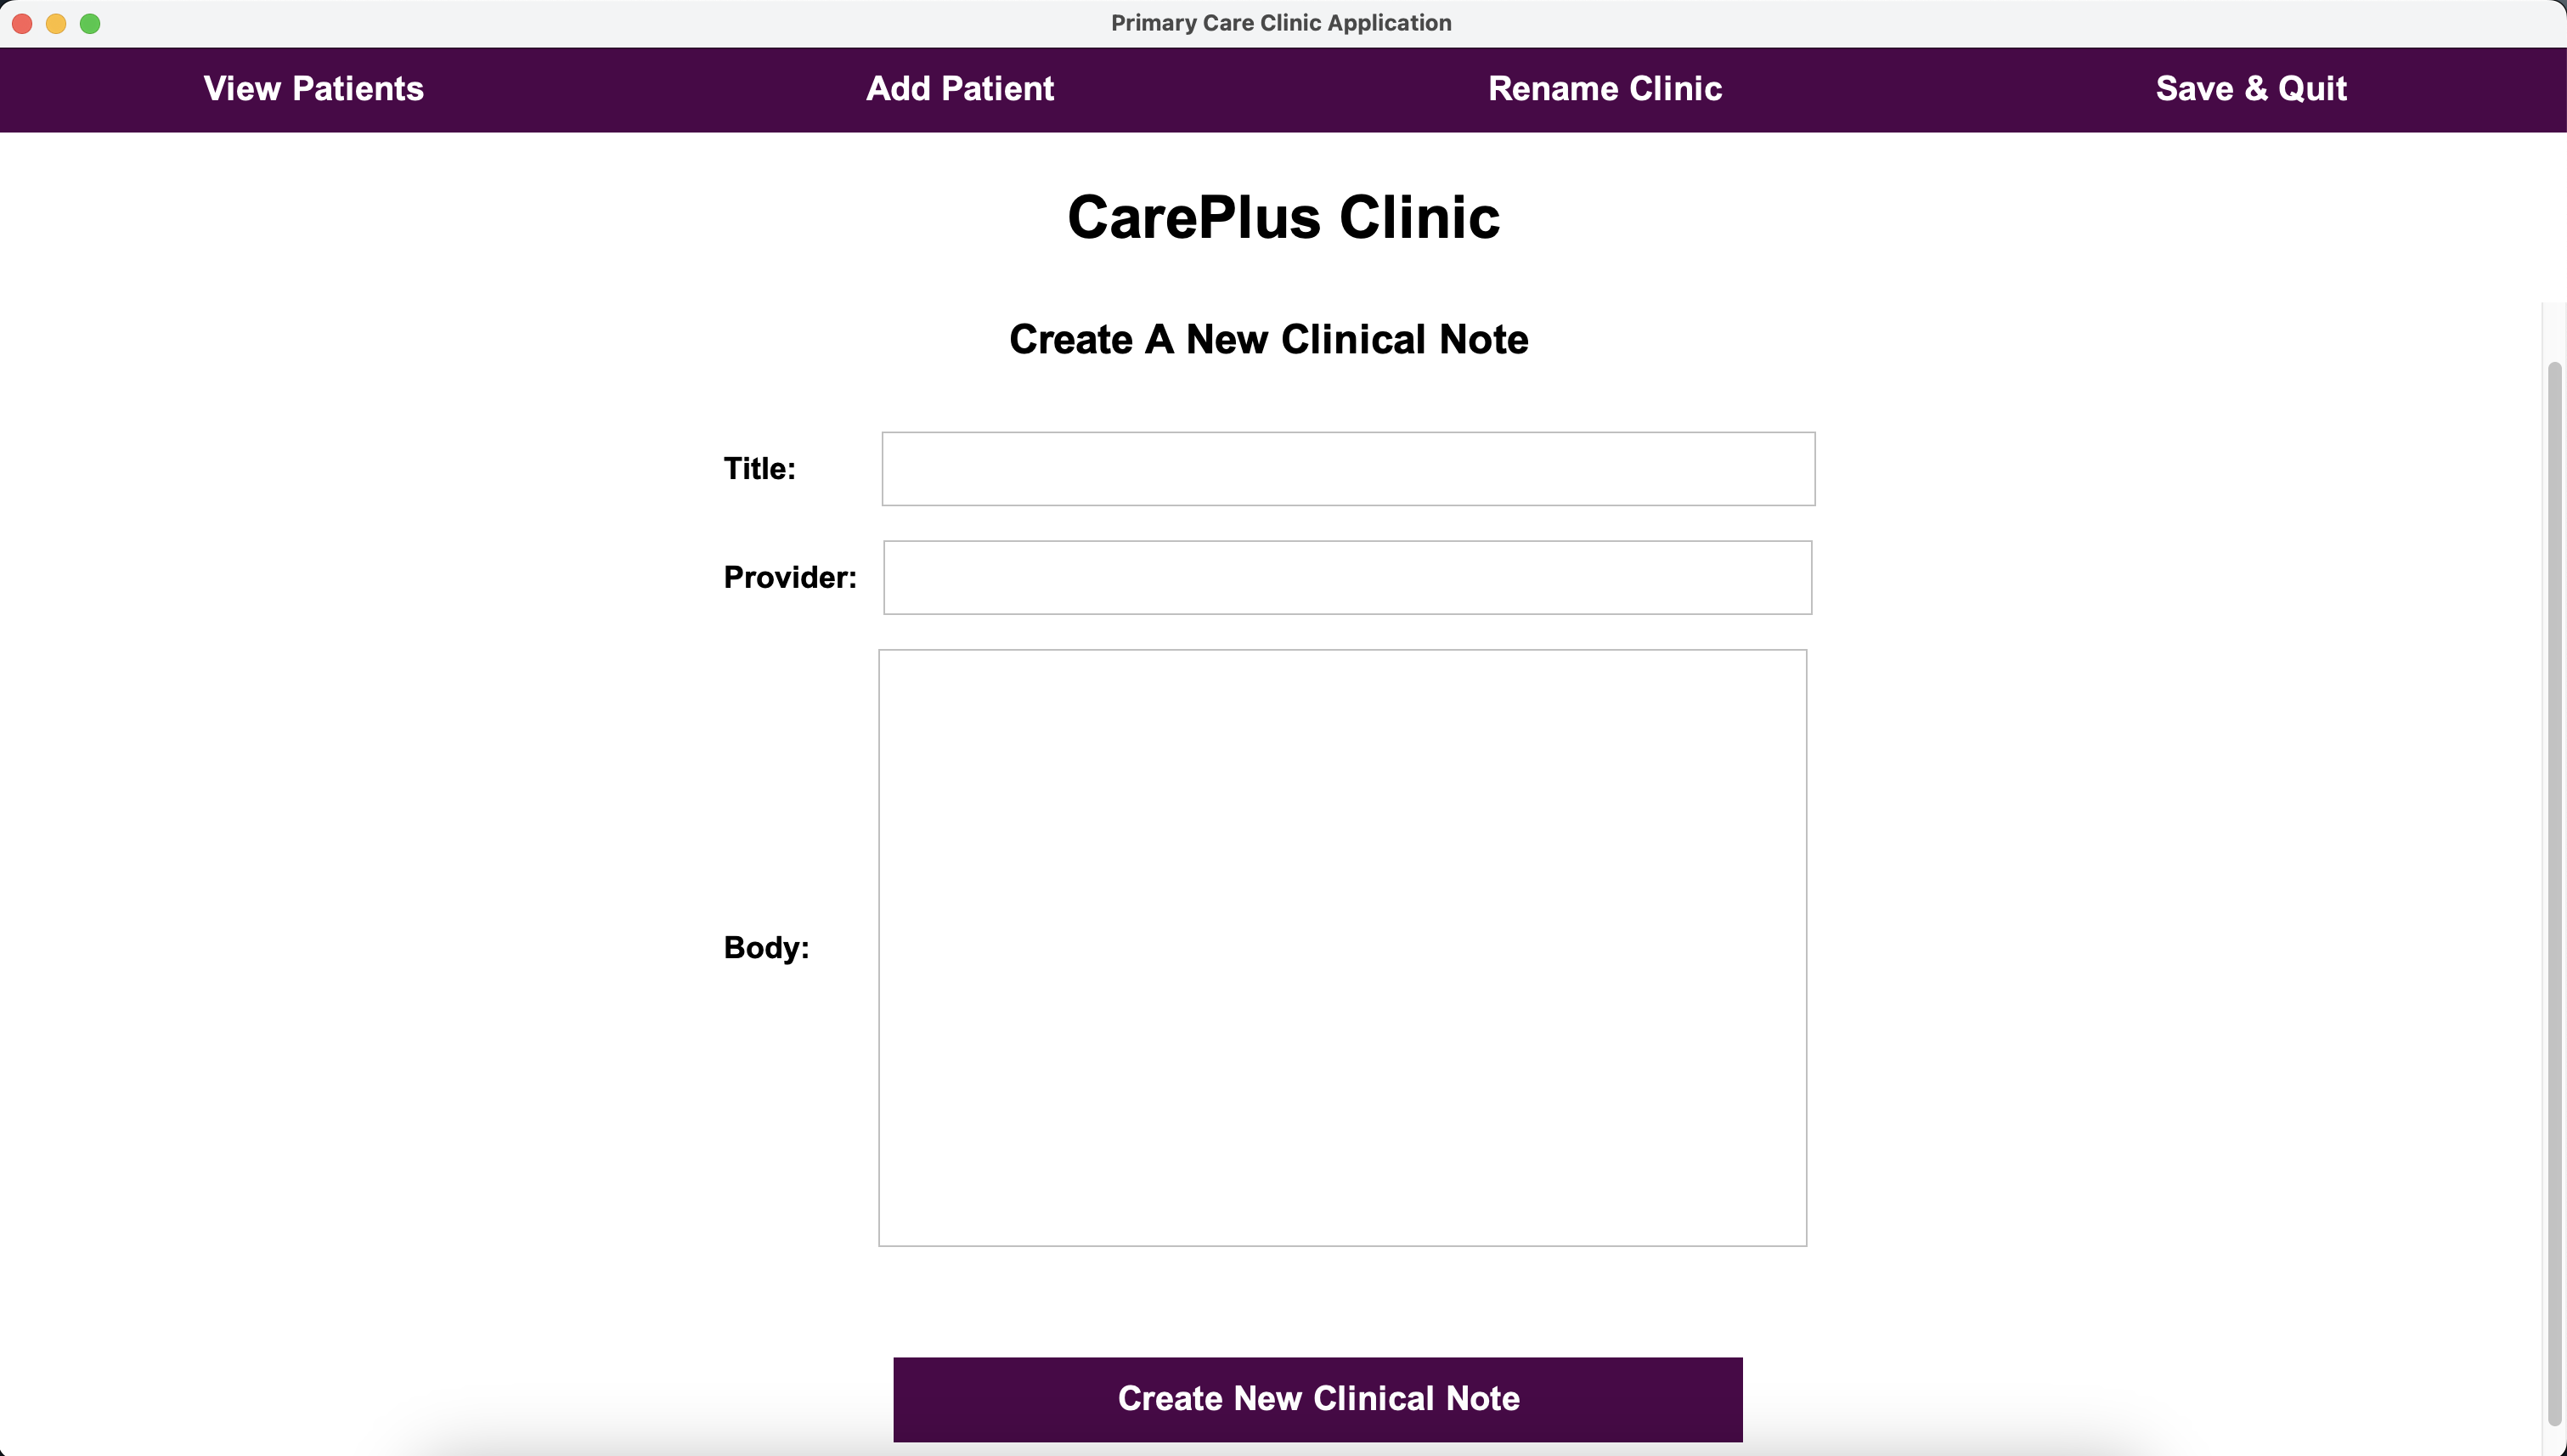 Primary Care Clinic Application
View Patients Add Patient Rename Clinic Save & Quit
CarePlus Clinic
Create A New Clinical Note
Title:
Provider:
Body:
Create New Clinical Note